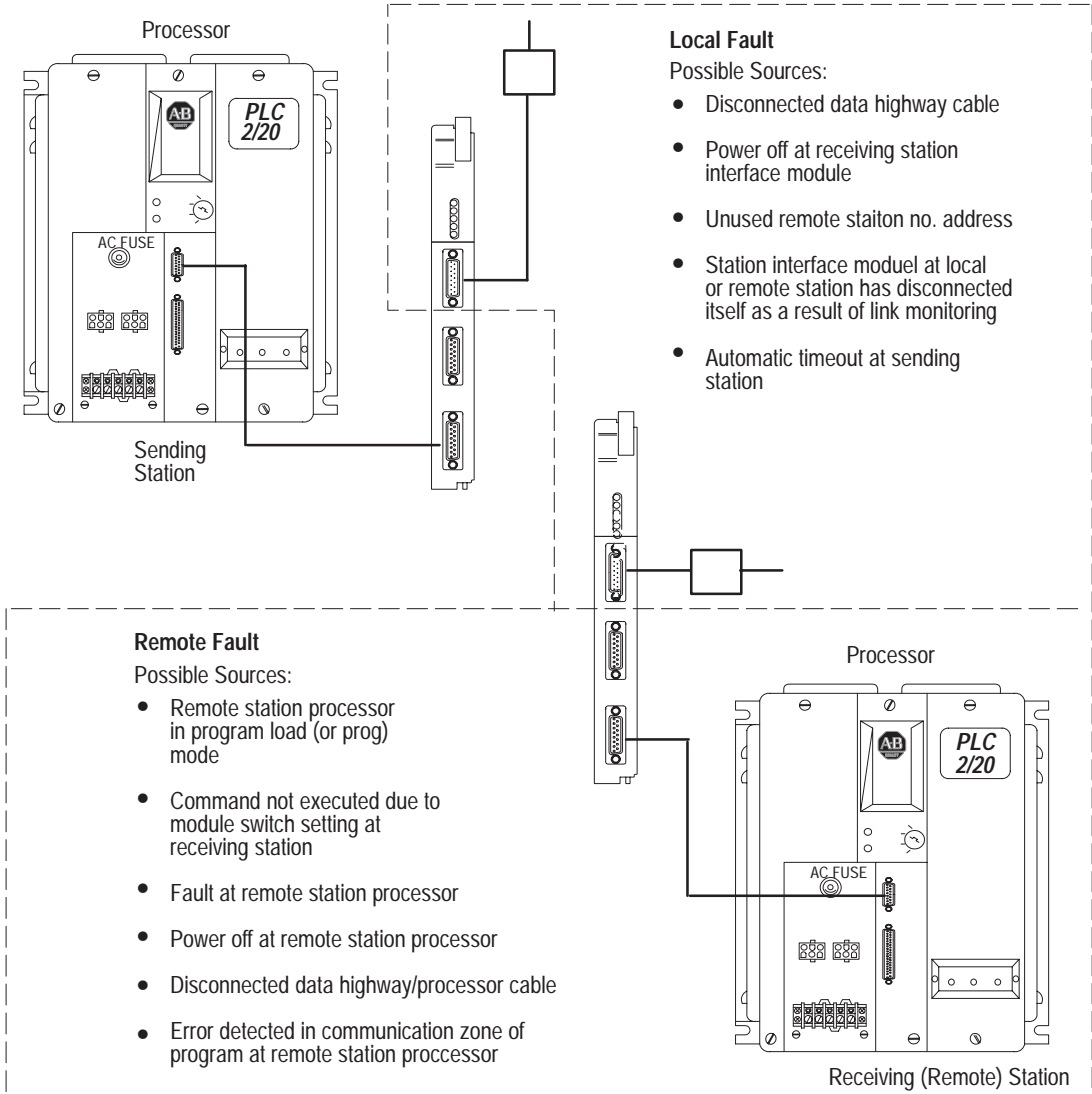 Processor
A-B
PLC
2/20
AC FUSE
Sending
Station
Local Fault
Possible Sources:
• Disconnected data highway cable
• Power off at receiving station
interface module
• Unused remote staiton no. address
• Station interface moduel at local
or remote station has disconnected
itself as a result of link monitoring
• Automatic timeout at sending
station
Remote Fault
Possible Sources:
• Remote station processor
in program load (or prog)
mode
• Command not executed due to
module switch setting at
receiving station
• Fault at remote station processor
• Power off at remote station processor
• Disconnected data highway/processor cable
• Error detected in communication zone of
program at remote station proccessor
Processor
A-B
PLC
2/20
AC FUSE
Receiving (Remote) Station